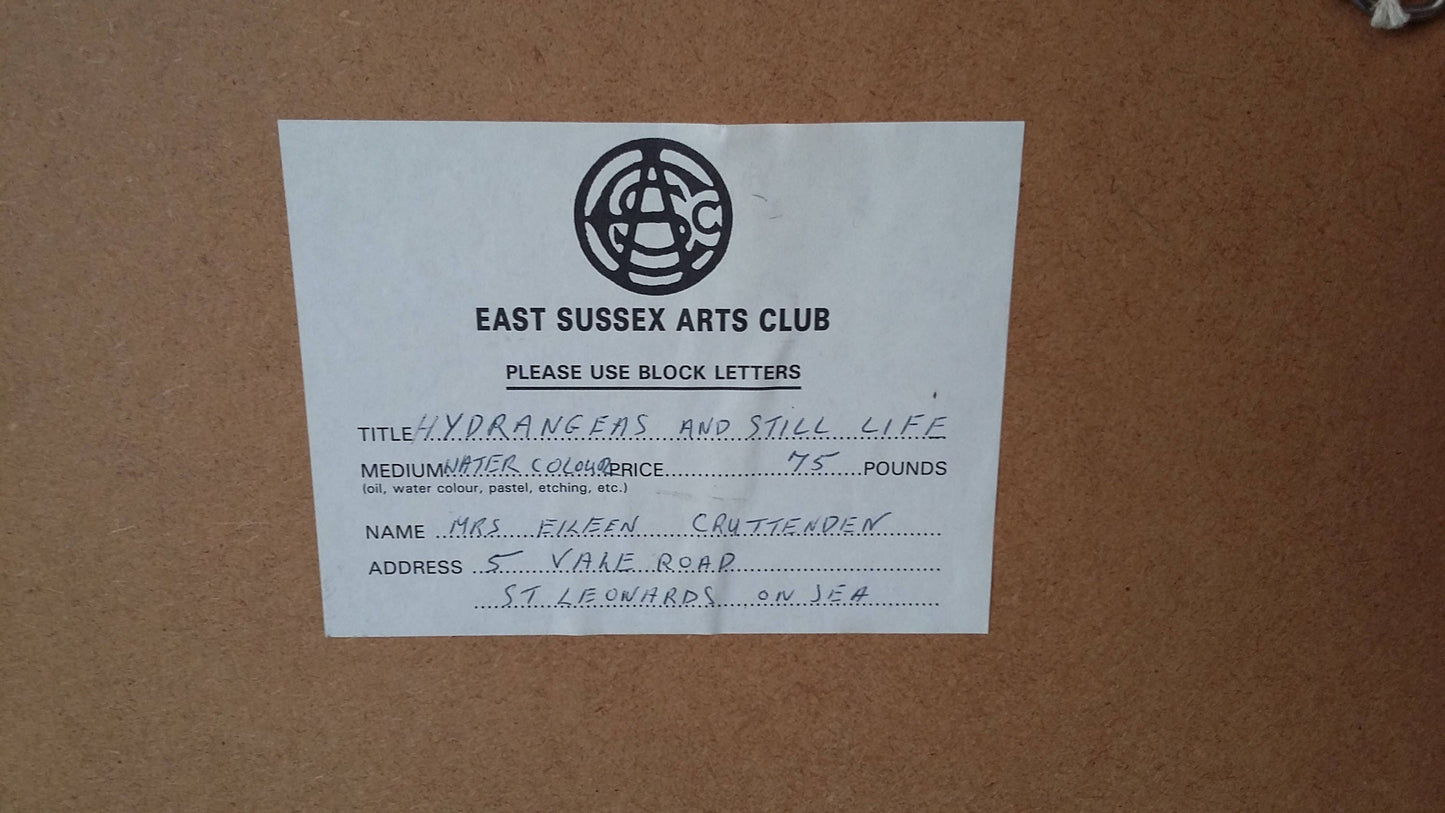 EASC
EAST SUSSEX ARTS CLUB
PLEASE USE BLOCK LETTERS
TITLE HYDRANGEAS AND STILL LIFE
MEDIUM WATER COLOUR PRICE 75 POUNDS
(oil, water colour, pastel, etching, etc.)
NAME MRS EILEEN CRUTTENDEN
ADDRESS 5 VALE ROAD
ST LEONARDS ON SEA